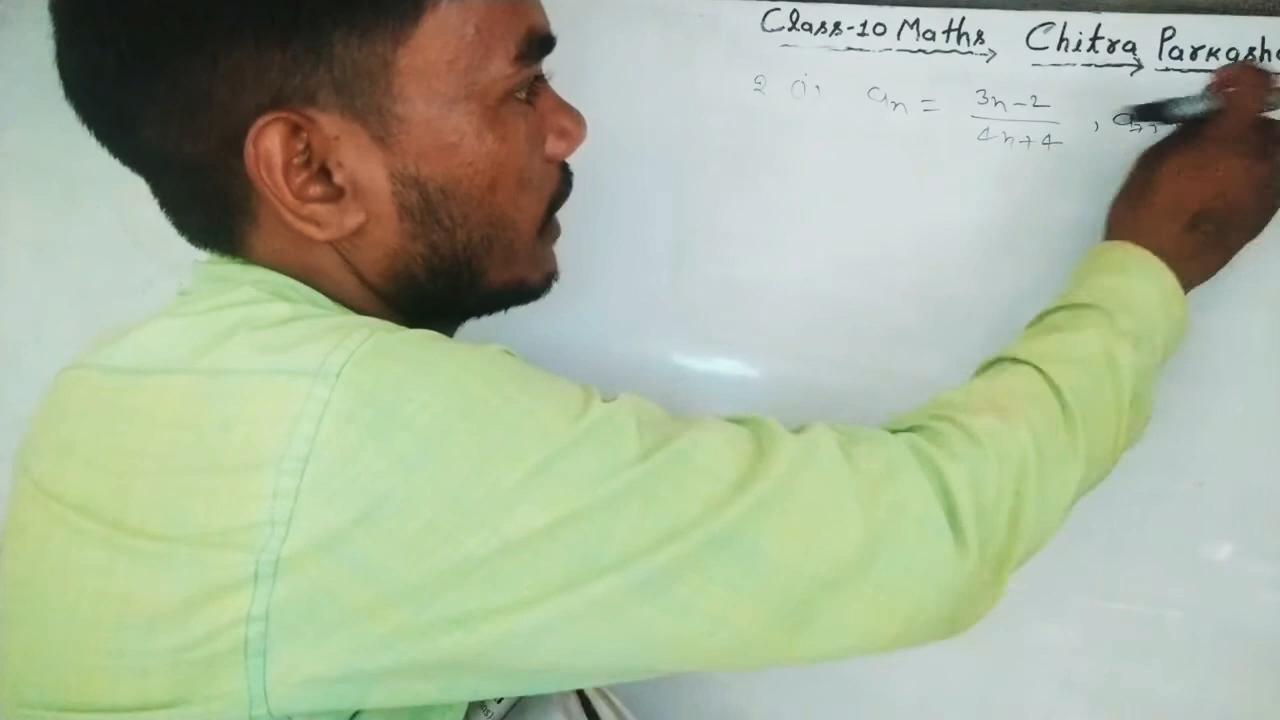 Class-10 Maths Chitra Parkash
2 (i) an = 3n-2 / 4n+4 ,